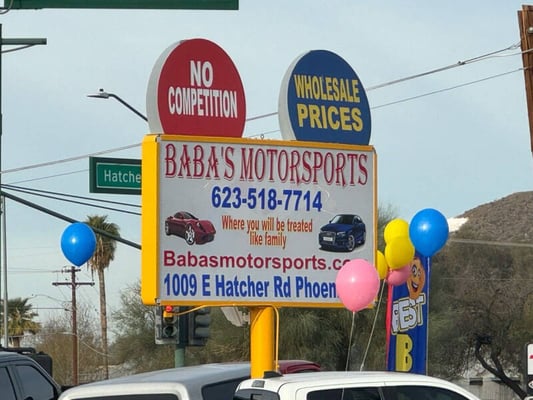 NO
COMPETITION
WHOLESALE
PRICES
Hatcher
BABA'S MOTORSPORTS
623-518-7714
Where you will be treated
like family
Babasmotorsports.co
1009 E Hatcher Rd Phoen
FEST
B